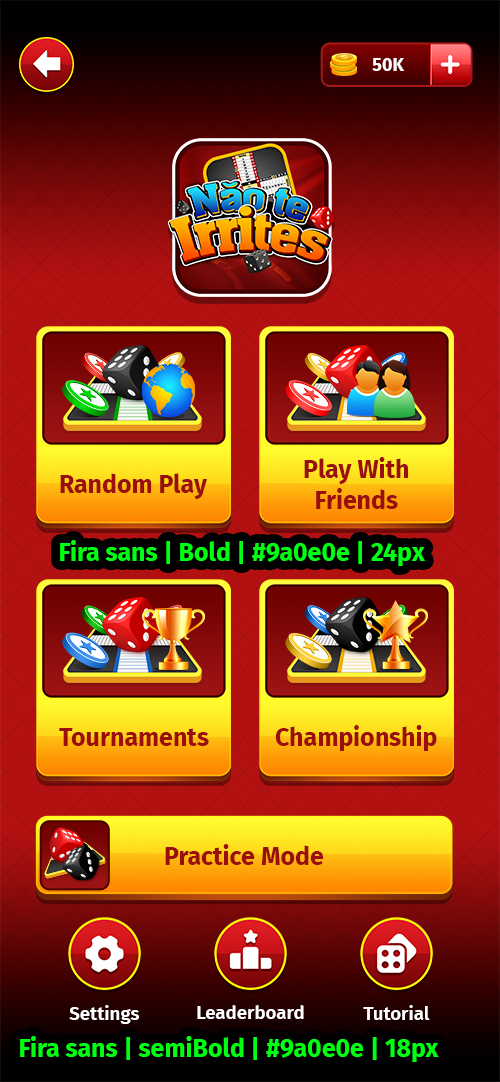 50K
Não te
Irrites
Random Play
Play With
Friends
Fira sans | Bold | #9a0e0e | 24px
Tournaments
Championship
Practice Mode
Settings
Leaderboard
Tutorial
Fira sans | semiBold | #9a0e0e | 18px